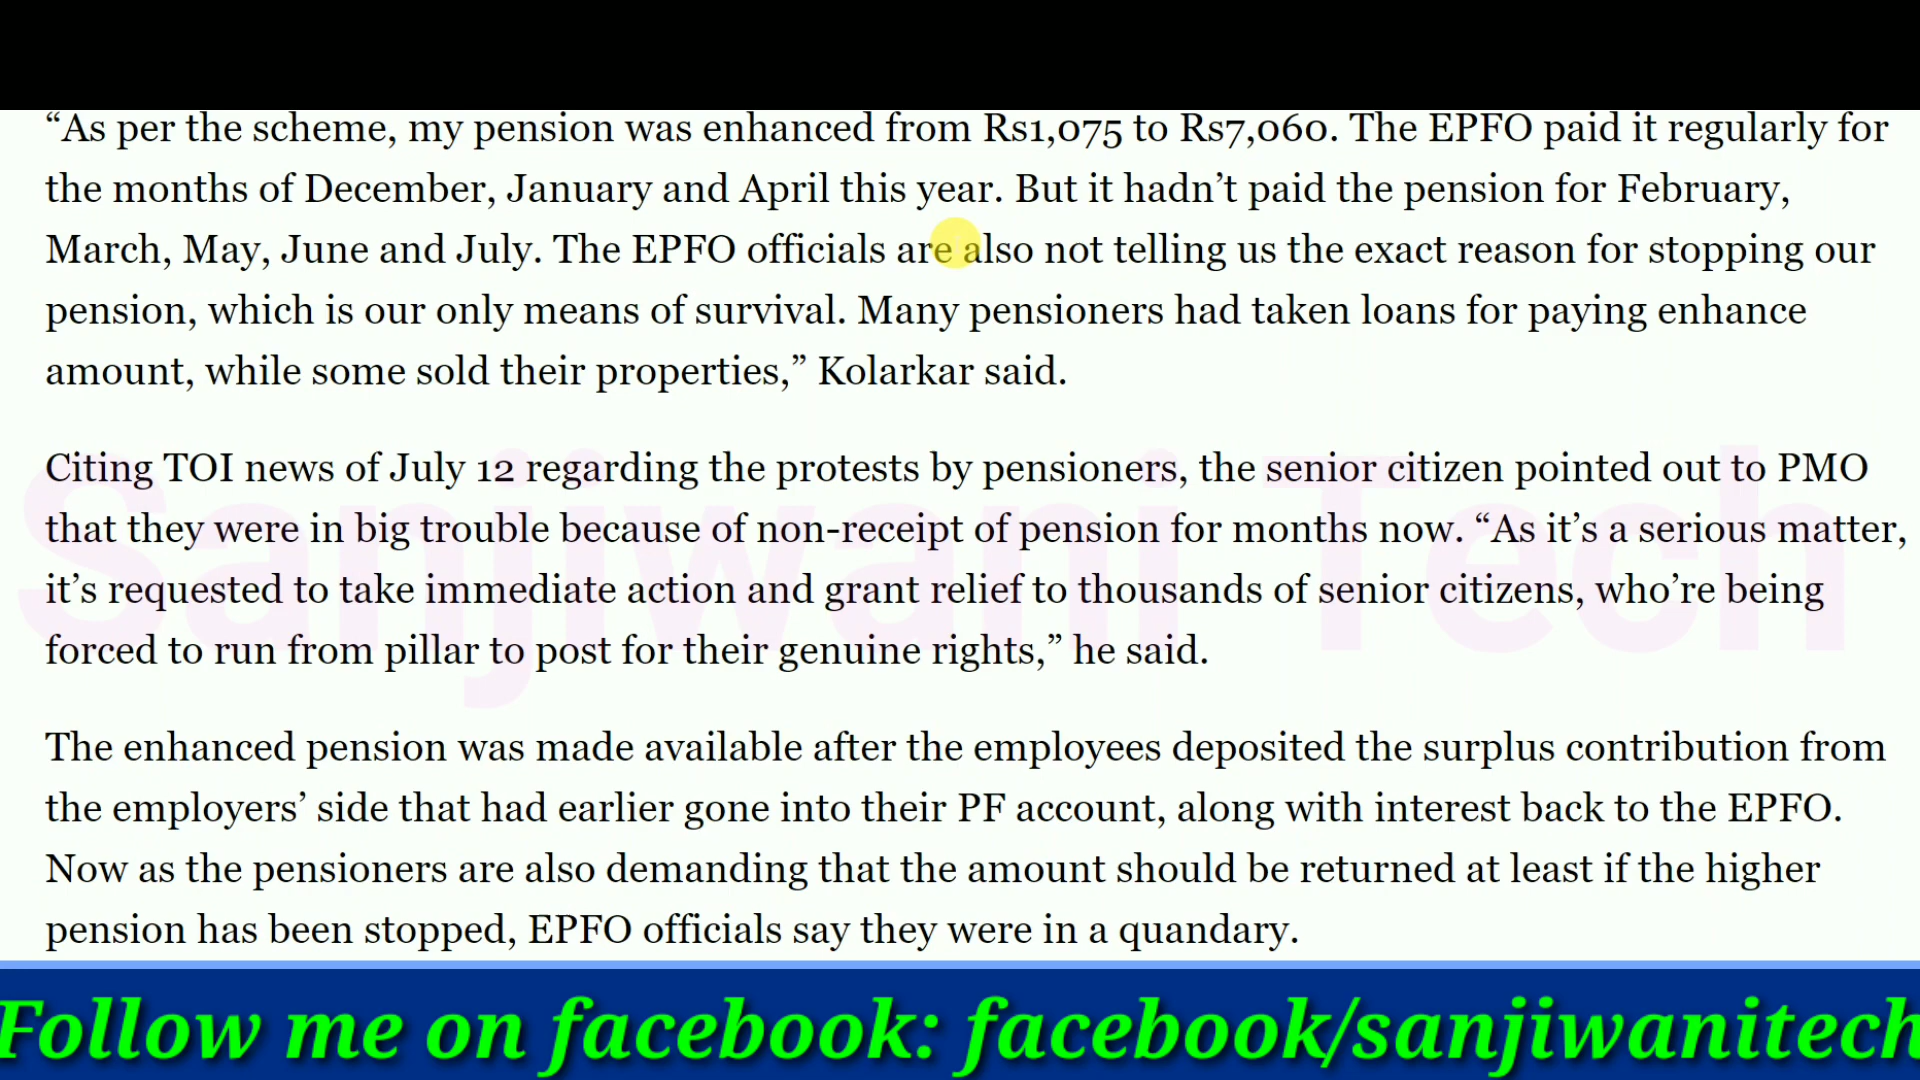 “As per the scheme, my pension was enhanced from Rs1,075 to Rs7,060. The EPFO paid it regularly for
the months of December, January and April this year. But it hadn’t paid the pension for February,
March, May, June and July. The EPFO officials are also not telling us the exact reason for stopping our
pension, which is our only means of survival. Many pensioners had taken loans for paying enhance
amount, while some sold their properties,” Kolarkar said.
Citing TOI news of July 12 regarding the protests by pensioners, the senior citizen pointed out to PMO
that they were in big trouble because of non-receipt of pension for months now. “As it’s a serious matter,
it’s requested to take immediate action and grant relief to thousands of senior citizens, who’re being
forced to run from pillar to post for their genuine rights,” he said.
Sanjiwani Tech
The enhanced pension was made available after the employees deposited the surplus contribution from
the employers’ side that had earlier gone into their PF account, along with interest back to the EPFO.
Now as the pensioners are also demanding that the amount should be returned at least if the higher
pension has been stopped, EPFO officials say they were in a quandary.
Follow me on facebook: facebook/sanjiwanitech